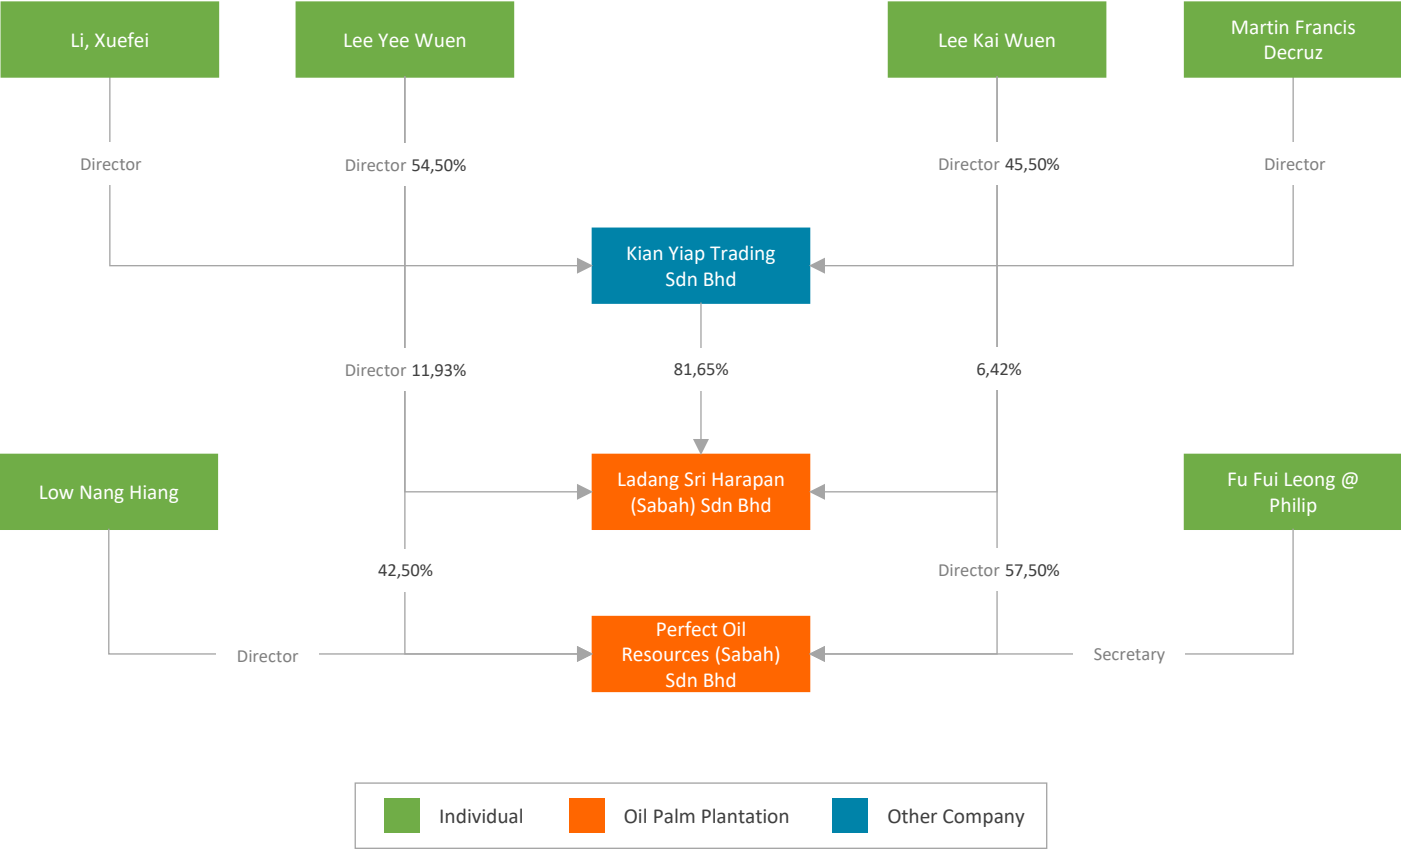 Li, Xuefei
Lee Yee Wuen
Lee Kai Wuen
Martin Francis
Decruz
Director
Director 54,50%
Director 45,50%
Director
Kian Yiap Trading
Sdn Bhd
Director 11,93%
81,65%
6,42%
Low Nang Hiang
Ladang Sri Harapan
(Sabah) Sdn Bhd
Fu Fui Leong @
Philip
42,50%
Director 57,50%
Director
Perfect Oil
Resources (Sabah)
Sdn Bhd
Secretary
Individual
Oil Palm Plantation
Other Company